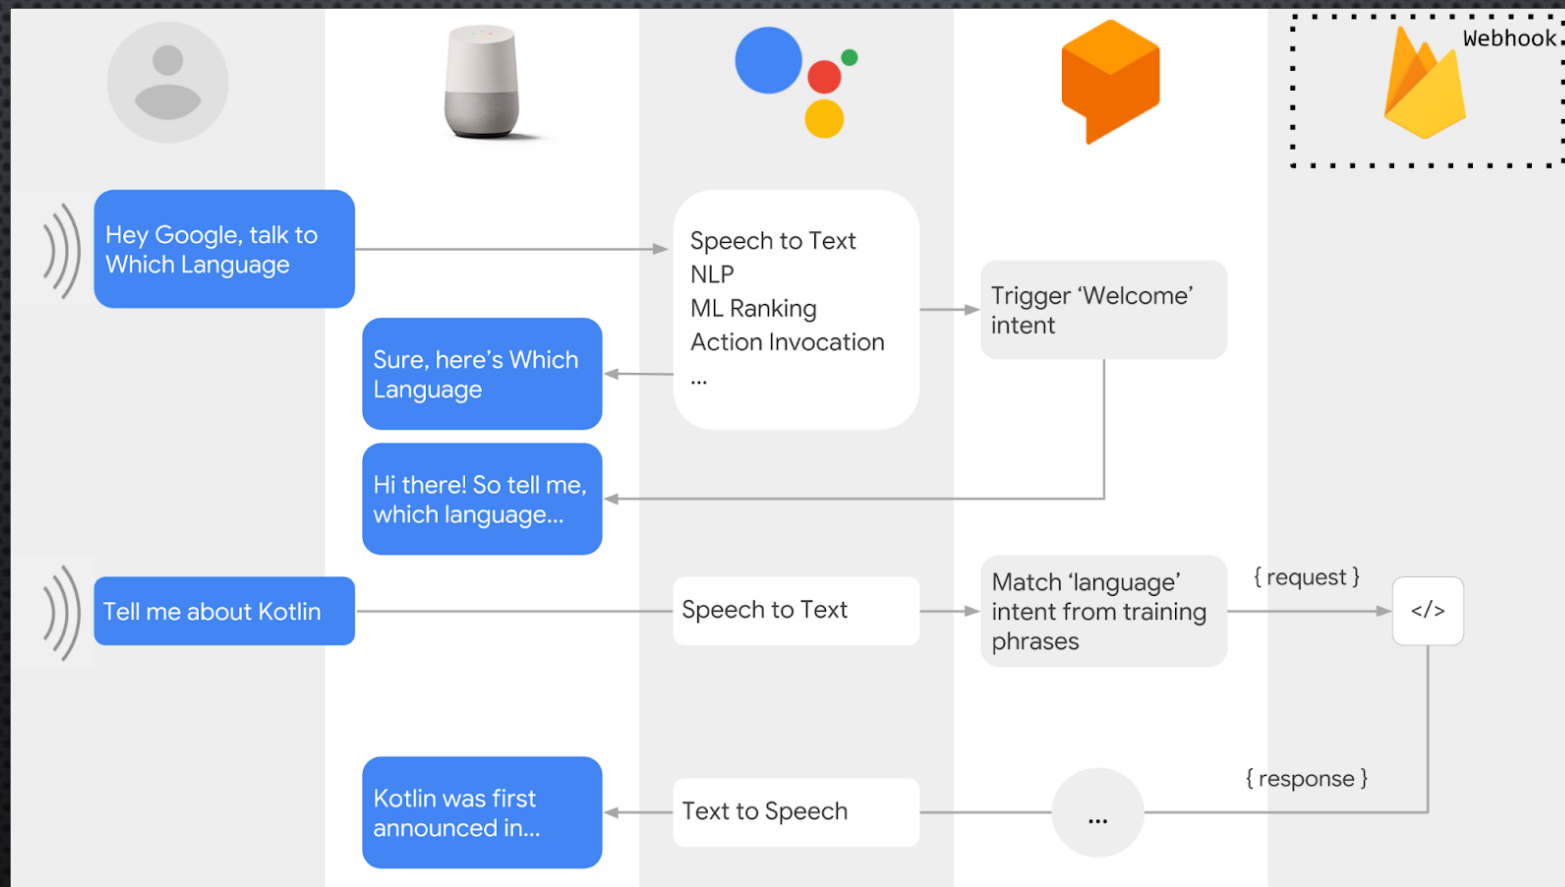 Webhook
Hey Google, talk to
Which Language
Speech to Text
NLP
ML Ranking
Action Invocation
...
Trigger ‘Welcome’
intent
Sure, here’s Which
Language
Hi there! So tell me,
which language...
Tell me about Kotlin
Speech to Text
Match ‘language’
intent from training
phrases
{ request }
</>
Kotlin was first
announced in...
Text to Speech
...
{ response }